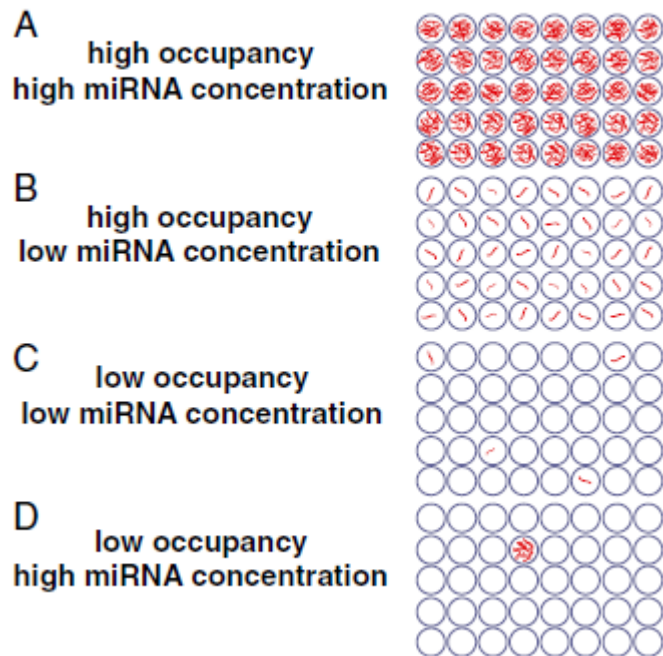 A
high occupancy
high miRNA concentration
B
high occupancy
low miRNA concentration
C
low occupancy
low miRNA concentration
D
low occupancy
high miRNA concentration